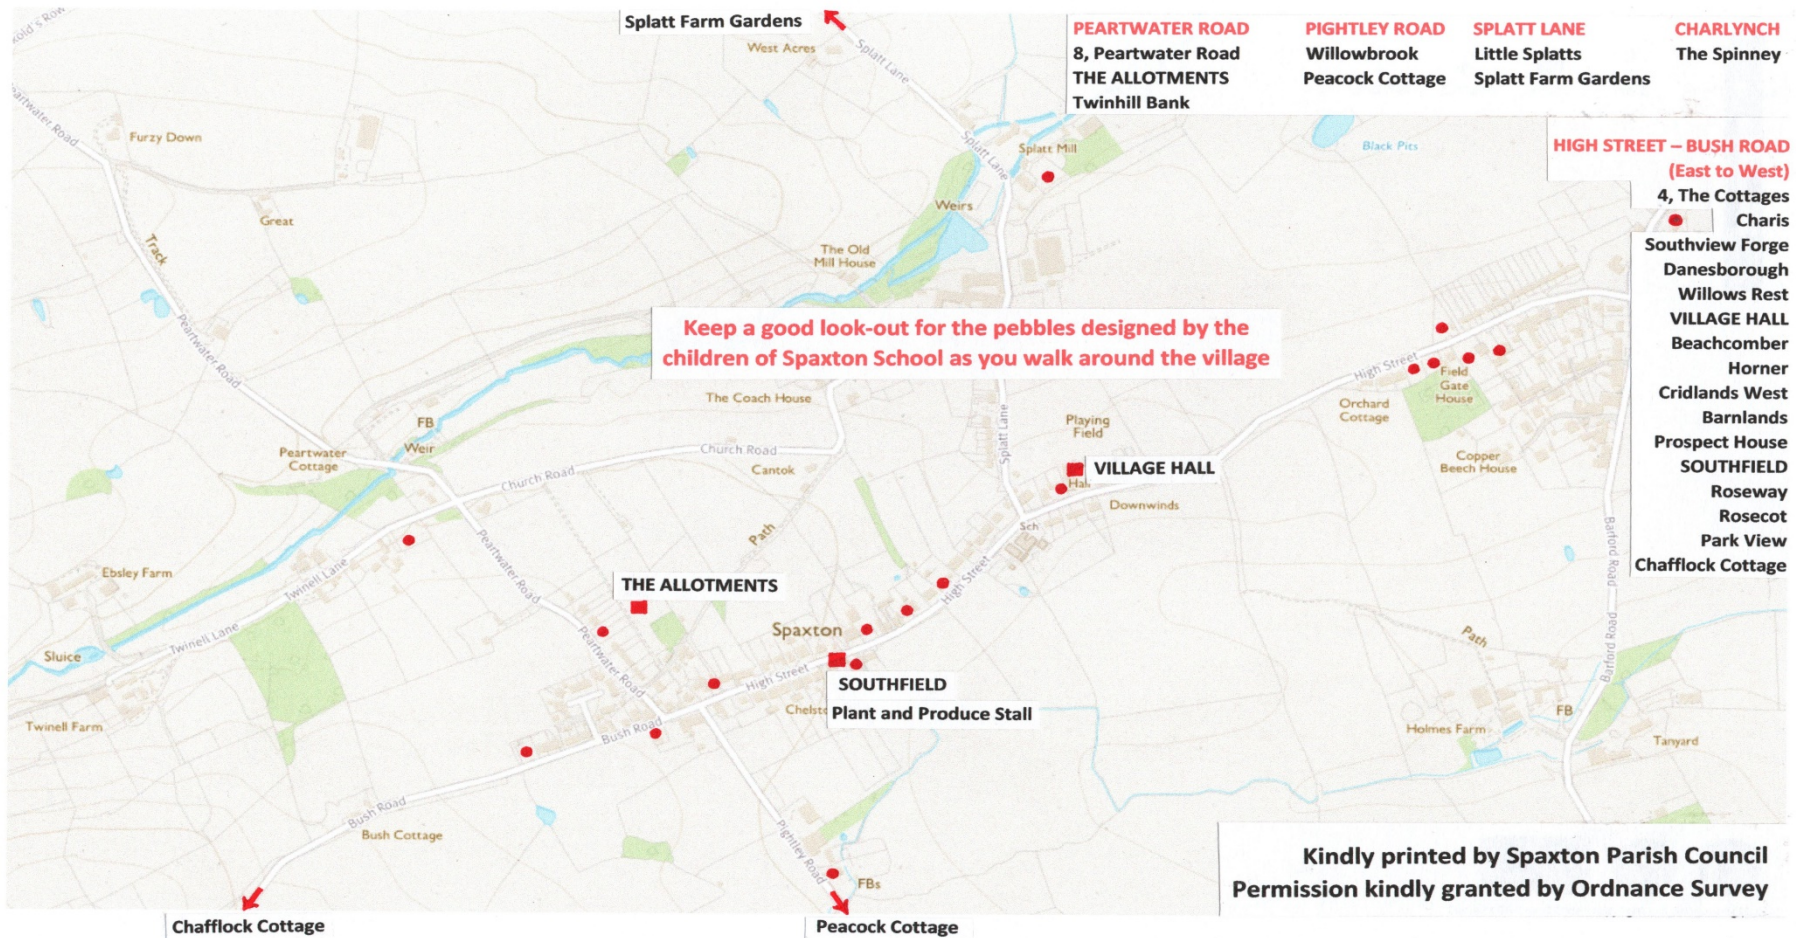 Splatt Farm Gardens
PEARTWATER ROAD
8, Peartwater Road
THE ALLOTMENTS
Twinhill Bank
PIGHTLEY ROAD
Willowbrook
Peacock Cottage
SPLATT LANE
Little Splatts
Splatt Farm Gardens
CHARLYNCH
The Spinney
HIGH STREET – BUSH ROAD
(East to West)
4, The Cottages
Charis
Southview Forge
Danesborough
Willows Rest
VILLAGE HALL
Beachcomber
Horner
Cridlands West
Barnlands
Prospect House
SOUTHFIELD
Roseway
Rosecot
Park View
Chafflock Cottage
West Acres
Splatt Lane
Peartwater Road
Furzy Down
Splatt Lane
Splatt Mill
Black Pits
Great
Weirs
Track
The Old
Mill House
Peartwater Road
Keep a good look-out for the pebbles designed by the
children of Spaxton School as you walk around the village
High Street
Field
Gate
House
Orchard
Cottage
The Coach House
FB
Weir
Playing
Field
Splatt Lane
Peartwater
Cottage
Church Road
Cantok
Church Road
VILLAGE HALL
Hall
Copper
Beech House
Downwinds
Sch
Path
Peartwater Road
Barford Road
Ebsley Farm
Twinell Lane
THE ALLOTMENTS
High Street
Spaxton
Twinell Lane
Sluice
Peartwater Road
Path
Barford Road
High Street
SOUTHFIELD
Plant and Produce Stall
Chelsto
Twinell Farm
Bush Road
Holmes Farm
FB
Tanyard
Bush Road
Bush Cottage
Pightley Road
FBs
Kindly printed by Spaxton Parish Council
Permission kindly granted by Ordnance Survey
Chafflock Cottage
Peacock Cottage